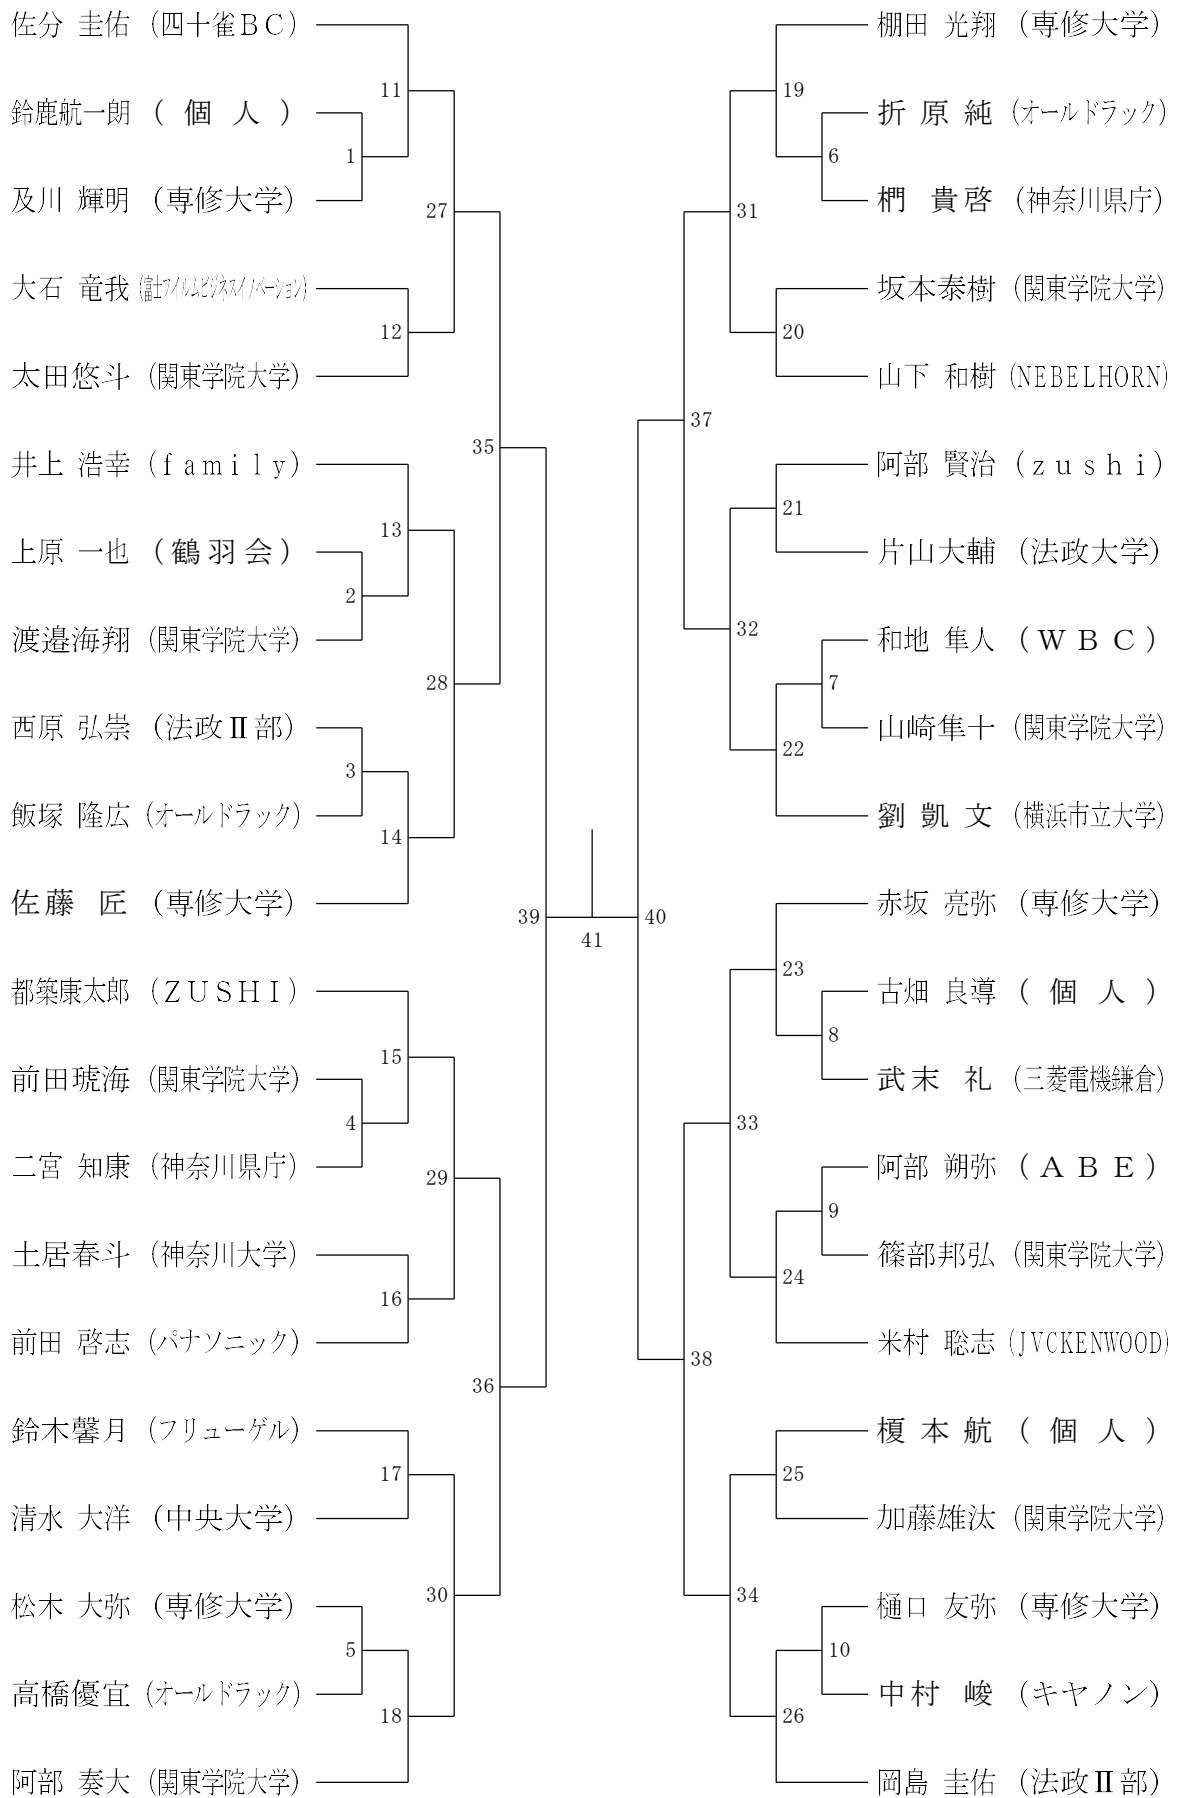 佐分 圭佑 (四十雀BC)
鈴鹿航一朗 (個人)
及川 輝明 (専修大学)
大石 竜我 (富士フイルムビジネスイノベーション)
太田悠斗 (関東学院大学)
井上 浩幸 (family)
上原 一也 (鶴羽会)
渡邉海翔 (関東学院大学)
西原 弘崇 (法政Ⅱ部)
飯塚 隆広 (オールドラック)
佐藤 匠 (専修大学)
都築康太郎 (ZUSHI)
前田琥海 (関東学院大学)
二宮 知康 (神奈川県庁)
土居春斗 (神奈川大学)
前田 啓志 (パナソニック)
鈴木馨月 (フリューゲル)
清水 大洋 (中央大学)
松木 大弥 (専修大学)
高橋優宜 (オールドラック)
阿部 奏大 (関東学院大学)
1
2
3
4
5
11
12
13
14
15
16
17
18
27
28
29
30
35
36
39
41
40
37
38
31
32
33
34
19
20
21
22
23
24
25
26
6
7
8
9
10
棚田 光翔 (専修大学)
折原純 (オールドラック)
椚 貴啓 (神奈川県庁)
坂本泰樹 (関東学院大学)
山下 和樹 (NEBELHORN)
阿部 賢治 (zushi)
片山大輔 (法政大学)
和地 隼人 (WBC)
山崎隼十 (関東学院大学)
劉凱文 (横浜市立大学)
赤坂 亮弥 (専修大学)
古畑 良導 (個人)
武末 礼 (三菱電機鎌倉)
阿部 朔弥 (ABE)
篠部邦弘 (関東学院大学)
米村 聡志 (JVCKENWOOD)
榎本航 (個人)
加藤雄汰 (関東学院大学)
樋口 友弥 (専修大学)
中村 峻 (キヤノン)
岡島 圭佑 (法政Ⅱ部)